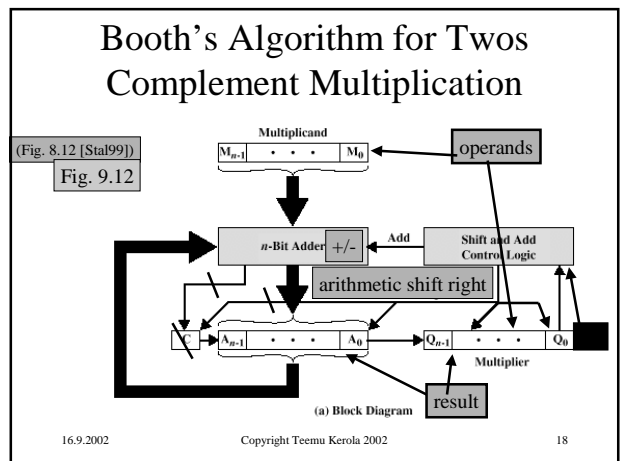 Booth's Algorithm for Twos
Complement Multiplication
(Fig. 8.12 [Stal99])
Fig. 9.12
Multiplicand
Mn-1 • • • M0
operands
n-Bit Adder +/-
Add
Shift and Add
Control Logic
arithmetic shift right
C An-1 • • • A0 Qn-1 • • • Q0
Multiplier
result
(a) Block Diagram
16.9.2002 Copyright Teemu Kerola 2002 18